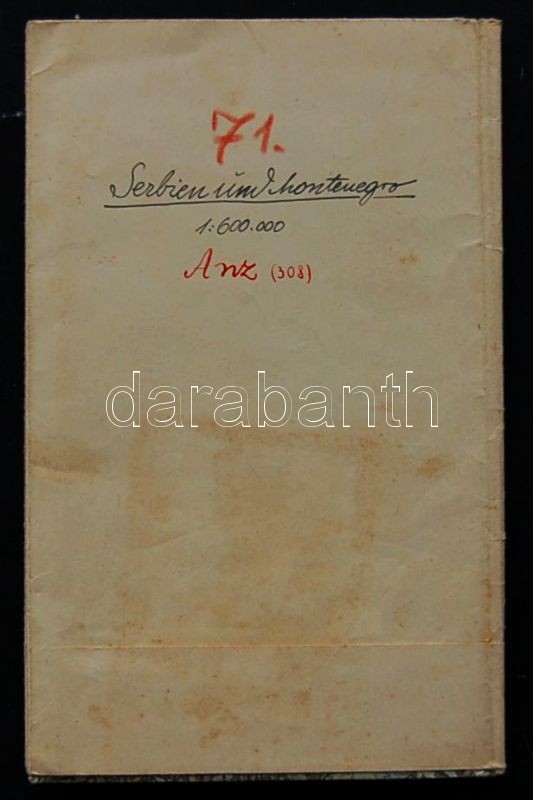 71.
Serbien und Montenegro
1:600.000
Anz (308)
darabanth